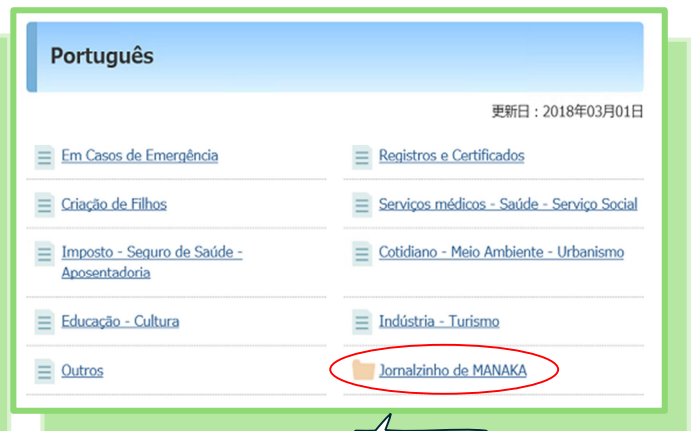 Português
更新日：2018年03月01日
Em Casos de Emergência
Registros e Certificados
Criação de Filhos
Serviços médicos - Saúde - Serviço Social
Imposto - Seguro de Saúde -
Aposentadoria
Cotidiano - Meio Ambiente - Urbanismo
Educação - Cultura
Indústria - Turismo
Outros
Jornalzinho de MANAKA